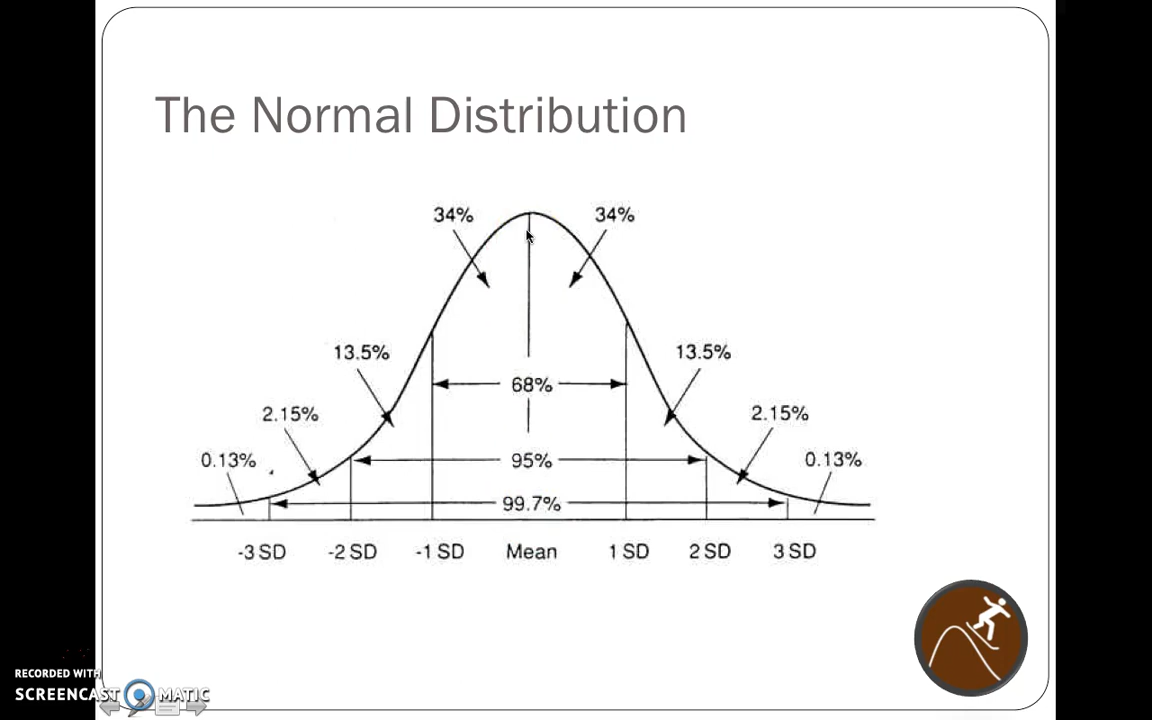 The Normal Distribution
34% 34%
13.5% 13.5%
68%
2.15% 2.15%
0.13% 95% 0.13%
99.7%
-3 SD -2 SD -1 SD Mean 1 SD 2 SD 3 SD
RECORDED WITH
SCREENCAST MATIC